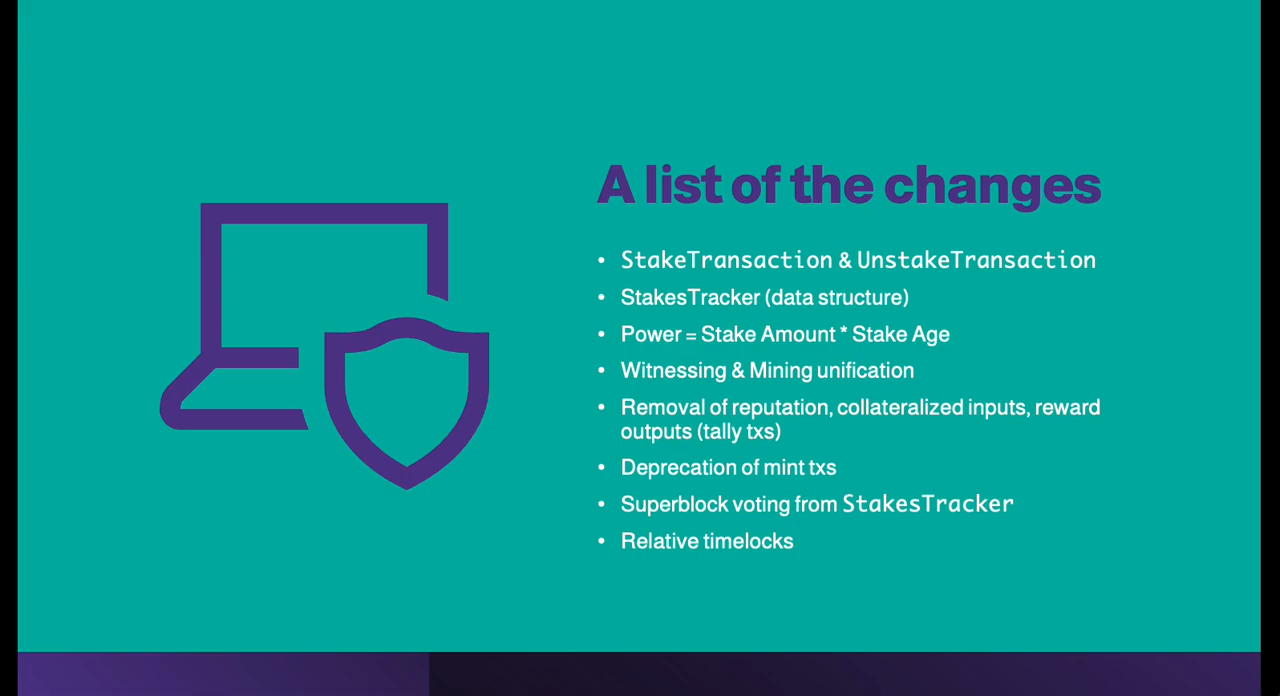 A list of the changes
• StakeTransaction & UnstakeTransaction
• StakesTracker (data structure)
• Power = Stake Amount * Stake Age
• Witnessing & Mining unification
• Removal of reputation, collateralized inputs, reward
outputs (tally txs)
• Deprecation of mint txs
• Superblock voting from StakesTracker
• Relative timelocks